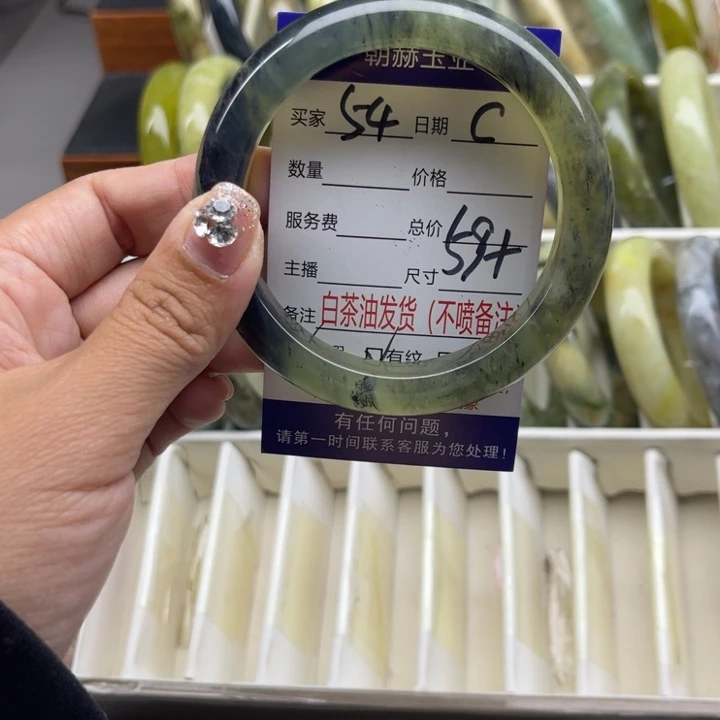 朝赫玉业
买家 54 日期 C
数量 价格
服务费 总价
主播 尺寸 59+
备注 白茶油发货（不喷备注
有纹
有任何问题，
请第一时间联系客服为您处理！